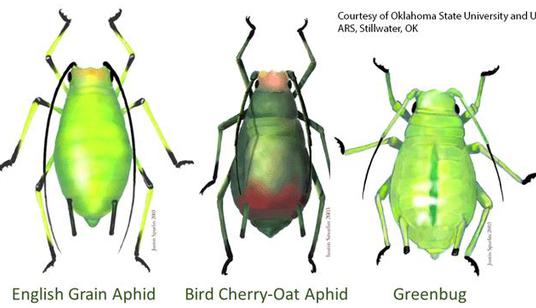 Courtesy of Oklahoma State University and U
ARS, Stillwater, OK
English Grain Aphid
Bird Cherry-Oat Aphid
Greenbug